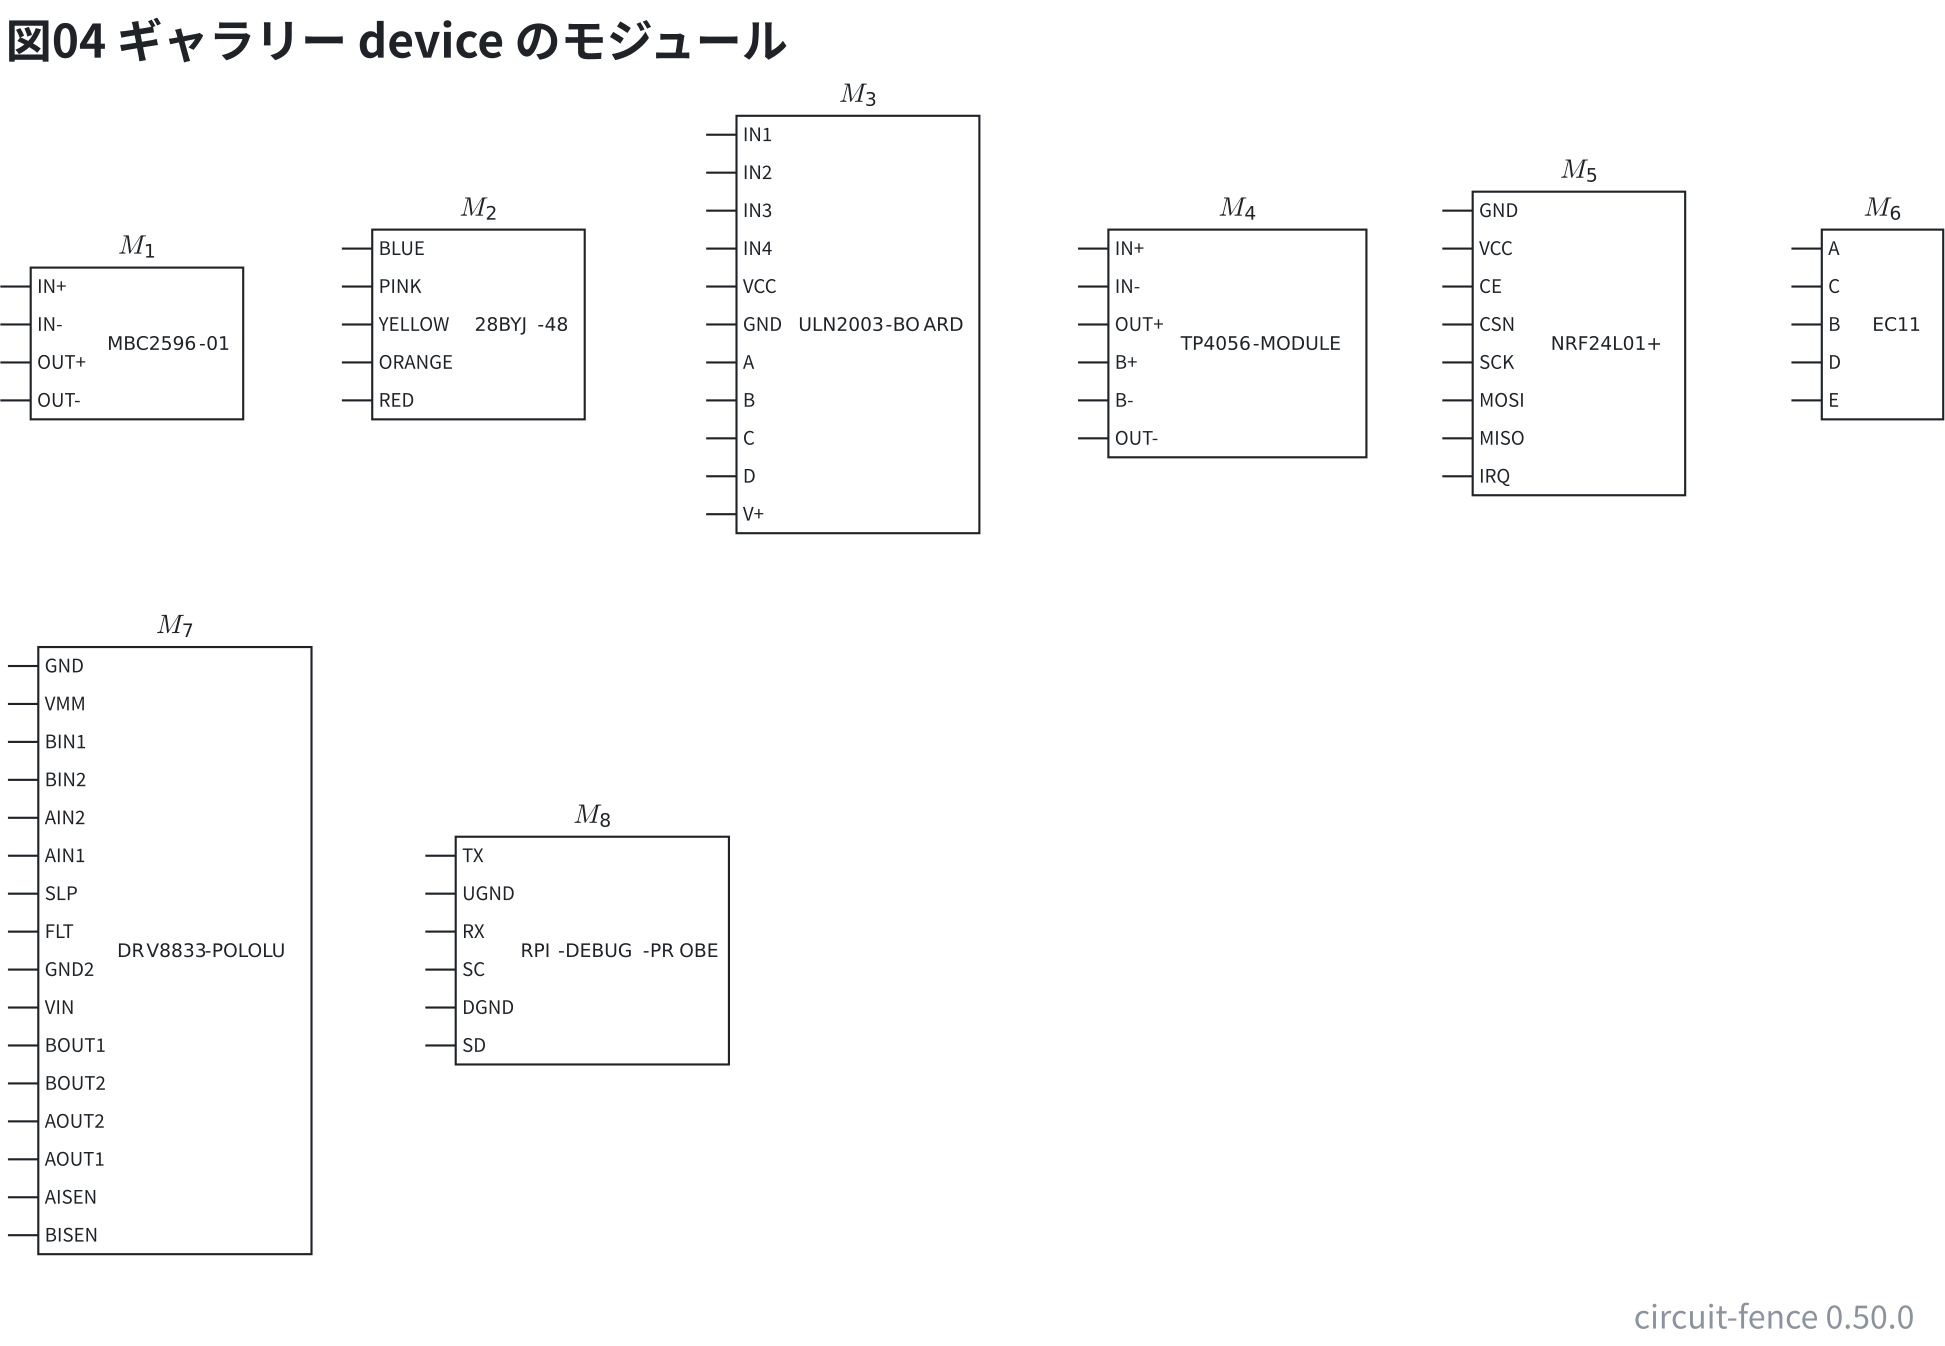 図04 ギャラリー device のモジュール
M1
IN+
IN-
OUT+
OUT-
MBC2596-01
M2
BLUE
PINK
YELLOW
ORANGE
RED
28BYJ-48
M3
IN1
IN2
IN3
IN4
VCC
GND
A
B
C
D
V+
ULN2003-BOARD
M4
IN+
IN-
OUT+
B+
B-
OUT-
TP4056-MODULE
M5
GND
VCC
CE
CSN
SCK
MOSI
MISO
IRQ
NRF24L01+
M6
A
C
B
D
E
EC11
M7
GND
VMM
BIN1
BIN2
AIN2
AIN1
SLP
FLT
GND2
VIN
BOUT1
BOUT2
AOUT2
AOUT1
AISEN
BISEN
DRV8833-POLOLU
M8
TX
UGND
RX
SC
DGND
SD
RPI-DEBUG-PROBE
circuit-fence 0.50.0